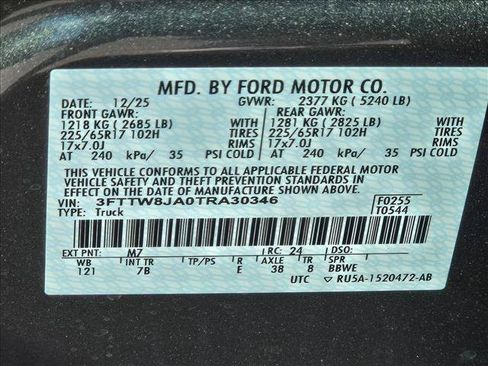 MFD. BY FORD MOTOR CO.
DATE: 12/25 GVWR: 2377 KG ( 5240 LB)
FRONT GAWR: REAR GAWR:
1218 KG ( 2685 LB) WITH 1281 KG ( 2825 LB) WITH
225/65R17 102H TIRES 225/65R17 102H TIRES
17x7.0J RIMS 17x7.0J RIMS
AT 240 kPa/ 35 PSI COLD AT 240 kPa/ 35 PSI COLD
THIS VEHICLE CONFORMS TO ALL APPLICABLE FEDERAL MOTOR
VEHICLE SAFETY AND THEFT PREVENTION STANDARDS IN
EFFECT ON THE DATE OF MANUFACTURE SHOWN ABOVE.
VIN: 3FTTW8JA0TRA30346 F0255
TYPE: Truck T0544
EXT PNT: M7 RC: 24 DSO:
WB INT TR TP/PS R AXLE TR SPR
121 7B E 38 8 BBWE
UTC ▽ RU5A-1520472-AB